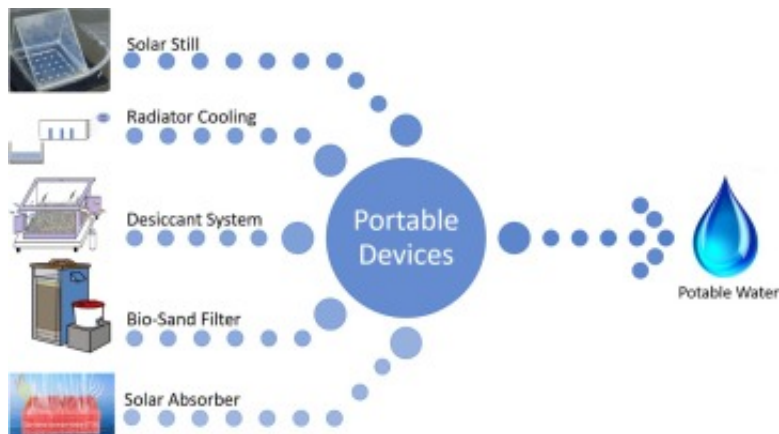 Solar Still
Radiator Cooling
Desiccant System
Bio-Sand Filter
Solar Absorber
Portable
Devices
Potable Water